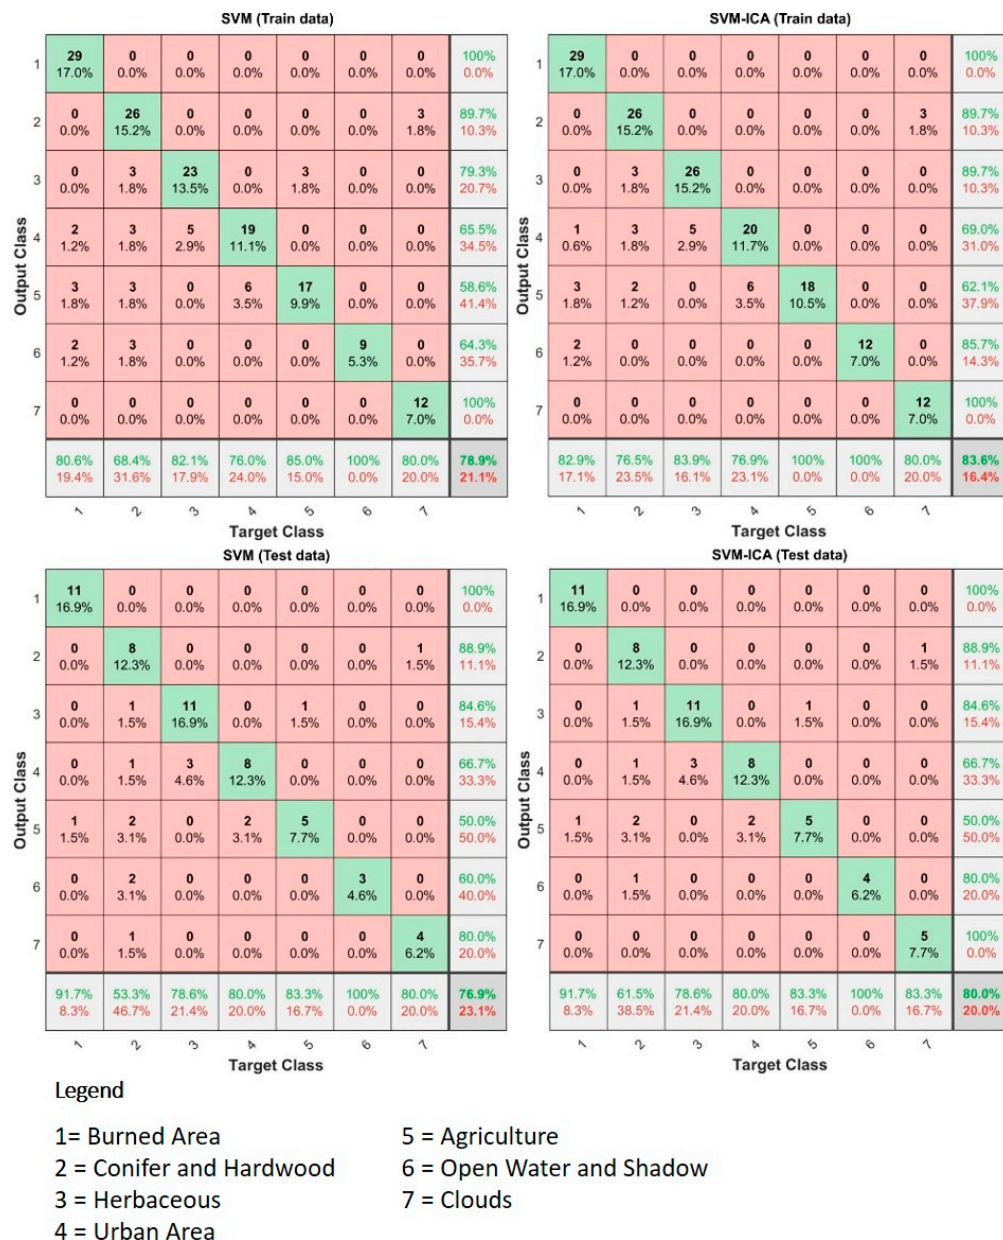 SVM (Train data)
1 29 0 0 0 0 0 0 100%
17.0% 0.0% 0.0% 0.0% 0.0% 0.0% 0.0% 0.0%
2 0 26 0 0 0 0 3 89.7%
0.0% 15.2% 0.0% 0.0% 0.0% 0.0% 1.8% 10.3%
3 0 3 23 0 3 0 0 79.3%
0.0% 1.8% 13.5% 0.0% 1.8% 0.0% 0.0% 20.7%
4 2 3 5 19 0 0 0 65.5%
1.2% 1.8% 2.9% 11.1% 0.0% 0.0% 0.0% 34.5%
5 3 3 0 6 17 0 0 58.6%
1.8% 1.8% 0.0% 3.5% 9.9% 0.0% 0.0% 41.4%
6 2 3 0 0 0 9 0 64.3%
1.2% 1.8% 0.0% 0.0% 0.0% 5.3% 0.0% 35.7%
7 0 0 0 0 0 0 12 100%
0.0% 0.0% 0.0% 0.0% 0.0% 0.0% 7.0% 0.0%
80.6% 68.4% 82.1% 76.0% 85.0% 100% 80.0% 78.9%
19.4% 31.6% 17.9% 24.0% 15.0% 0.0% 20.0% 21.1%
1 2 3 4 5 6 7
Target Class
Output Class
SVM-ICA (Train data)
1 29 0 0 0 0 0 0 100%
17.0% 0.0% 0.0% 0.0% 0.0% 0.0% 0.0% 0.0%
2 0 26 0 0 0 0 3 89.7%
0.0% 15.2% 0.0% 0.0% 0.0% 0.0% 1.8% 10.3%
3 0 3 26 0 0 0 0 89.7%
0.0% 1.8% 15.2% 0.0% 0.0% 0.0% 0.0% 10.3%
4 1 3 5 20 0 0 0 69.0%
0.6% 1.8% 2.9% 11.7% 0.0% 0.0% 0.0% 31.0%
5 3 2 0 6 18 0 0 62.1%
1.8% 1.2% 0.0% 3.5% 10.5% 0.0% 0.0% 37.9%
6 2 0 0 0 0 12 0 85.7%
1.2% 0.0% 0.0% 0.0% 0.0% 7.0% 0.0% 14.3%
7 0 0 0 0 0 0 12 100%
0.0% 0.0% 0.0% 0.0% 0.0% 0.0% 7.0% 0.0%
82.9% 76.5% 83.9% 76.9% 100% 100% 80.0% 83.6%
17.1% 23.5% 16.1% 23.1% 0.0% 0.0% 20.0% 16.4%
1 2 3 4 5 6 7
Target Class
Output Class
SVM (Test data)
1 11 0 0 0 0 0 0 100%
16.9% 0.0% 0.0% 0.0% 0.0% 0.0% 0.0% 0.0%
2 0 8 0 0 0 0 1 88.9%
0.0% 12.3% 0.0% 0.0% 0.0% 0.0% 1.5% 11.1%
3 0 1 11 0 1 0 0 84.6%
0.0% 1.5% 16.9% 0.0% 1.5% 0.0% 0.0% 15.4%
4 0 1 3 8 0 0 0 66.7%
0.0% 1.5% 4.6% 12.3% 0.0% 0.0% 0.0% 33.3%
5 1 2 0 2 5 0 0 50.0%
1.5% 3.1% 0.0% 3.1% 7.7% 0.0% 0.0% 50.0%
6 0 2 0 0 0 3 0 60.0%
0.0% 3.1% 0.0% 0.0% 0.0% 4.6% 0.0% 40.0%
7 0 1 0 0 0 0 4 80.0%
0.0% 1.5% 0.0% 0.0% 0.0% 0.0% 6.2% 20.0%
91.7% 53.3% 78.6% 80.0% 83.3% 100% 80.0% 76.9%
8.3% 46.7% 21.4% 20.0% 16.7% 0.0% 20.0% 23.1%
1 2 3 4 5 6 7
Target Class
Output Class
SVM-ICA (Test data)
1 11 0 0 0 0 0 0 100%
16.9% 0.0% 0.0% 0.0% 0.0% 0.0% 0.0% 0.0%
2 0 8 0 0 0 0 1 88.9%
0.0% 12.3% 0.0% 0.0% 0.0% 0.0% 1.5% 11.1%
3 0 1 11 0 1 0 0 84.6%
0.0% 1.5% 16.9% 0.0% 1.5% 0.0% 0.0% 15.4%
4 0 1 3 8 0 0 0 66.7%
0.0% 1.5% 4.6% 12.3% 0.0% 0.0% 0.0% 33.3%
5 1 2 0 2 5 0 0 50.0%
1.5% 3.1% 0.0% 3.1% 7.7% 0.0% 0.0% 50.0%
6 0 1 0 0 0 4 0 80.0%
0.0% 1.5% 0.0% 0.0% 0.0% 6.2% 0.0% 20.0%
7 0 0 0 0 0 0 5 100%
0.0% 0.0% 0.0% 0.0% 0.0% 0.0% 7.7% 0.0%
91.7% 61.5% 78.6% 80.0% 83.3% 100% 83.3% 80.0%
8.3% 38.5% 21.4% 20.0% 16.7% 0.0% 16.7% 20.0%
1 2 3 4 5 6 7
Target Class
Output Class
Legend
1= Burned Area
2 = Conifer and Hardwood
3 = Herbaceous
4 = Urban Area
5 = Agriculture
6 = Open Water and Shadow
7 = Clouds